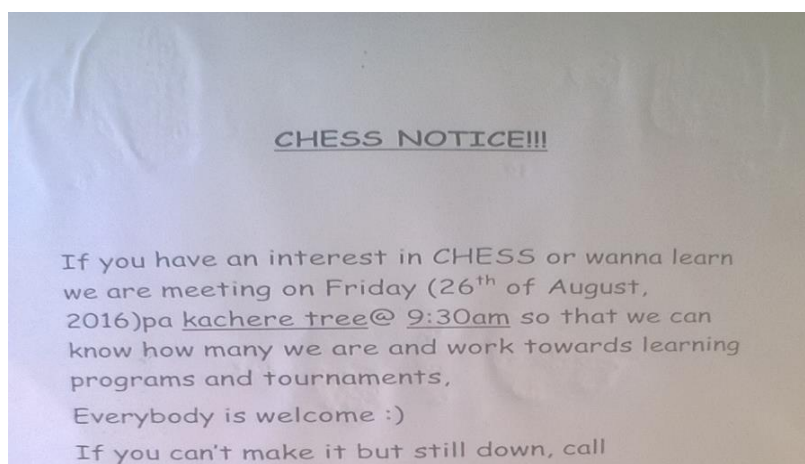 CHESS NOTICE!!!
If you have an interest in CHESS or wanna learn
we are meeting on Friday (26th of August,
2016)pa kachere tree@ 9:30am so that we can
know how many we are and work towards learning
programs and tournaments,
Everybody is welcome :)
If you can't make it but still down, call